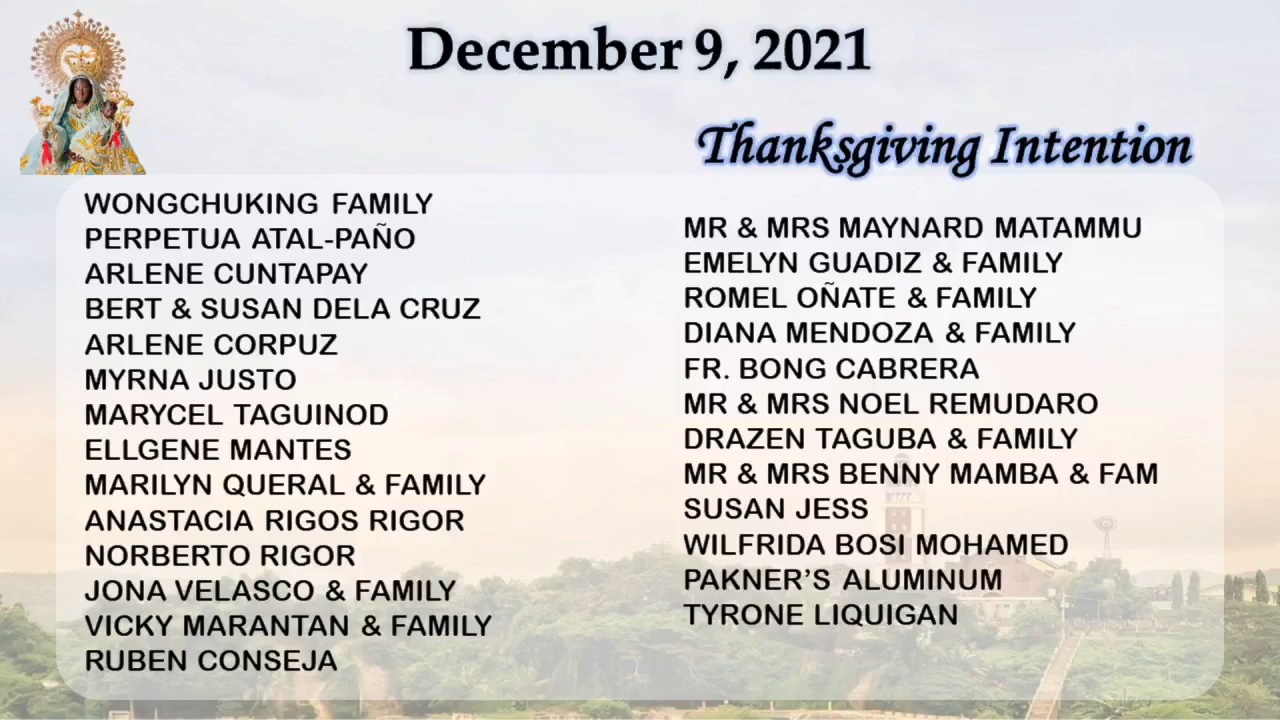 December 9, 2021
Thanksgiving Intention
WONGCHUKING FAMILY
PERPETUA ATAL-PAÑO
ARLENE CUNTAPAY
BERT & SUSAN DELA CRUZ
ARLENE CORPUZ
MYRNA JUSTO
MARYCEL TAGUINOD
ELLGENE MANTES
MARILYN QUERAL & FAMILY
ANASTACIA RIGOS RIGOR
NORBERTO RIGOR
JONA VELASCO & FAMILY
VICKY MARANTAN & FAMILY
RUBEN CONSEJA
MR & MRS MAYNARD MATAMMU
EMELYN GUADIZ & FAMILY
ROMEL OÑATE & FAMILY
DIANA MENDOZA & FAMILY
FR. BONG CABRERA
MR & MRS NOEL REMUDARO
DRAZEN TAGUBA & FAMILY
MR & MRS BENNY MAMBA & FAM
SUSAN JESS
WILFRIDA BOSI MOHAMED
PAKNER’S ALUMINUM
TYRONE LIQUIGAN